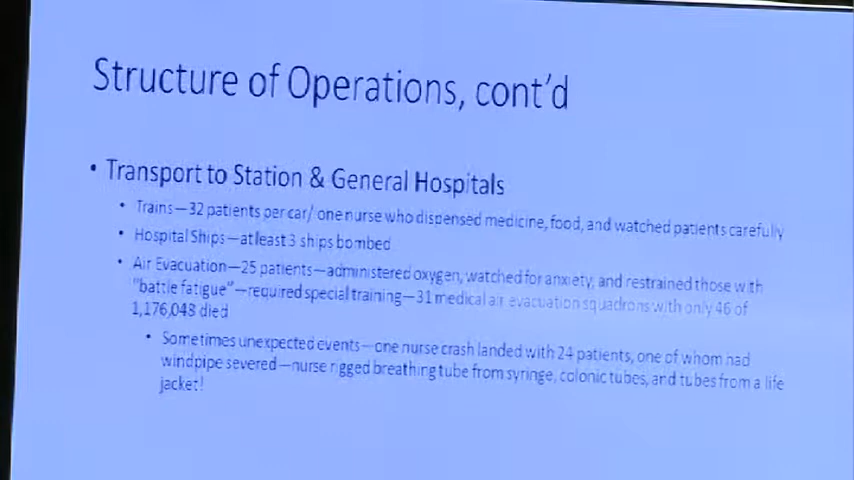 Structure of Operations, cont'd
• Transport to Station & General Hospitals
• Trains—32 patients per car/ one nurse who dispensed medicine, food, and watched patients carefully
• Hospital Ships—at least 3 ships bombed
• Air Evacuation—25 patients—administered oxygen, watched for anxiety, and restrained those with
"battle fatigue"—required special training—31 medical air evacuation squadrons with only 46 of
1,176,048 died
• Sometimes unexpected events—one nurse crash landed with 24 patients, one of whom had
windpipe severed—nurse rigged breathing tube from syringe, colonic tubes, and tubes from a life
jacket!